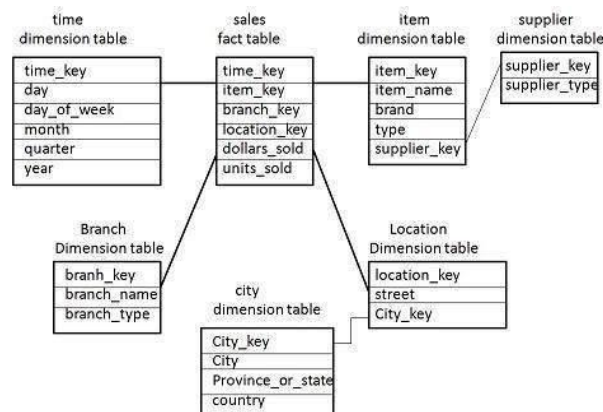 time
dimension table
time_key
day
day_of_week
month
quarter
year
sales
fact table
time_key
item_key
branch_key
location_key
dollars_sold
units_sold
item
dimension table
item_key
item_name
brand
type
supplier_key
supplier
dimension table
supplier_key
supplier_type
Branch
Dimension table
branh_key
branch_name
branch_type
Location
Dimension table
location_key
street
City_key
city
dimension table
City_key
City
Province_or_state
country